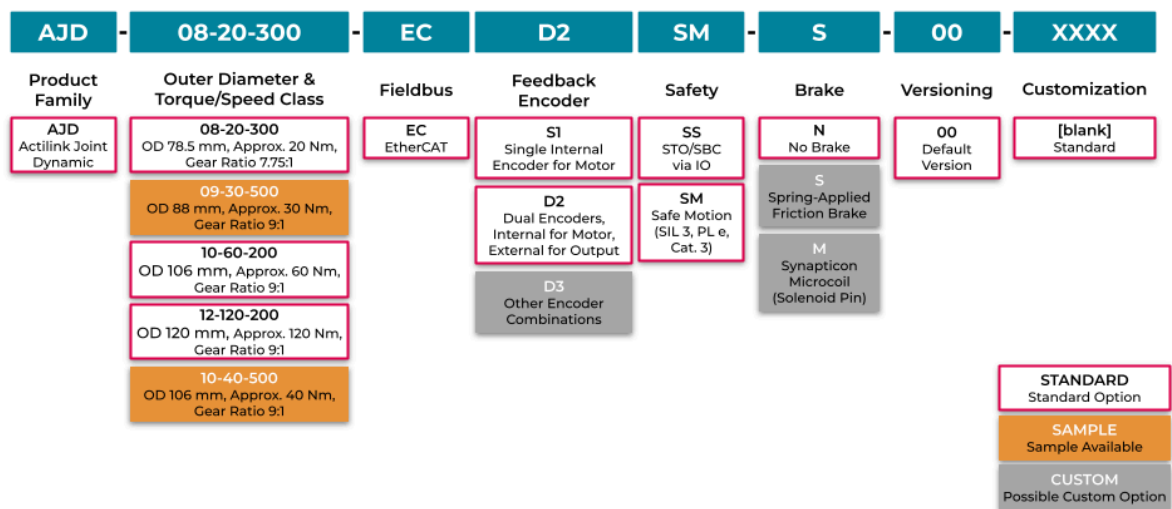 AJD - 08-20-300 - EC D2 SM - S - 00 - XXXX
Product
Family
Outer Diameter &
Torque/Speed Class
Fieldbus
Feedback
Encoder
Safety
Brake
Versioning
Customization
AJD
Actilink Joint
Dynamic
08-20-300
OD 78.5 mm, Approx. 20 Nm,
Gear Ratio 7.75:1
09-30-500
OD 88 mm, Approx. 30 Nm,
Gear Ratio 9:1
10-60-200
OD 106 mm, Approx. 60 Nm,
Gear Ratio 9:1
12-120-200
OD 120 mm, Approx. 120 Nm,
Gear Ratio 9:1
10-40-500
OD 106 mm, Approx. 40 Nm,
Gear Ratio 9:1
EC
EtherCAT
S1
Single Internal
Encoder for Motor
D2
Dual Encoders,
Internal for Motor,
External for Output
D3
Other Encoder
Combinations
SS
STO/SBC
via IO
SM
Safe Motion
(SIL 3, PL e,
Cat. 3)
N
No Brake
S
Spring-Applied
Friction Brake
M
Synapticon
Microcoil
(Solenoid Pin)
00
Default
Version
[blank]
Standard
STANDARD
Standard Option
SAMPLE
Sample Available
CUSTOM
Possible Custom Option